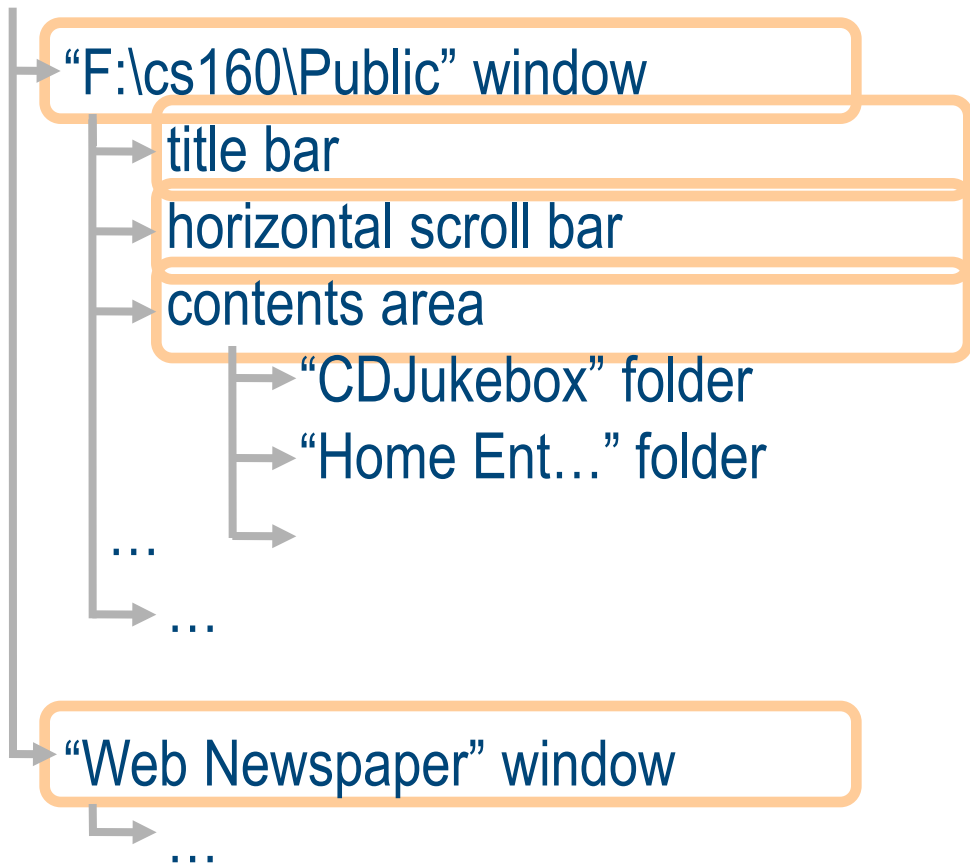 “F:\cs160\Public” window
title bar
horizontal scroll bar
contents area
“CDJukebox” folder
“Home Ent…” folder
…
…
“Web Newspaper” window
…